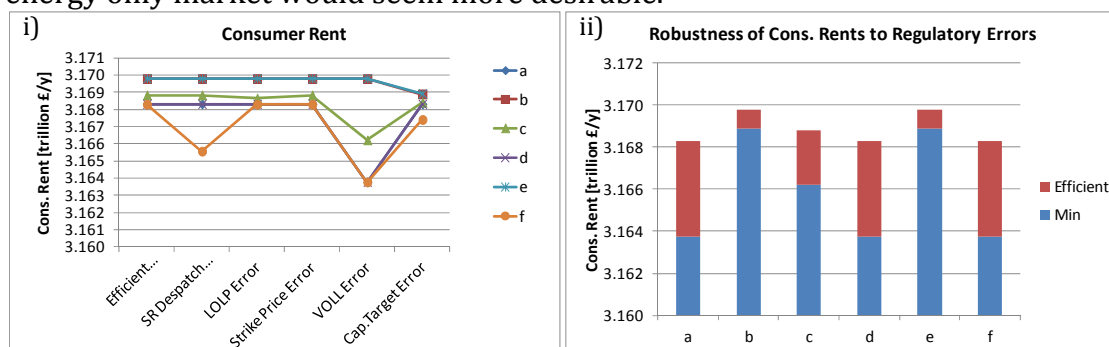 energy only market would seem more desirable.
i)
Consumer Rent
Cons. Rent [trillion £/y]
3.171
3.170
3.169
3.168
3.167
3.166
3.165
3.164
3.163
3.162
3.161
3.160
Efficient...
SR Despatch...
LOLP Error
Strike Price Error
VOLL Error
Cap.Target Error
a
b
c
d
e
f
ii)
Robustness of Cons. Rents to Regulatory Errors
Cons. Rent [trillion £/y]
3.172
3.170
3.168
3.166
3.164
3.162
3.160
a b c d e f
Efficient
Min